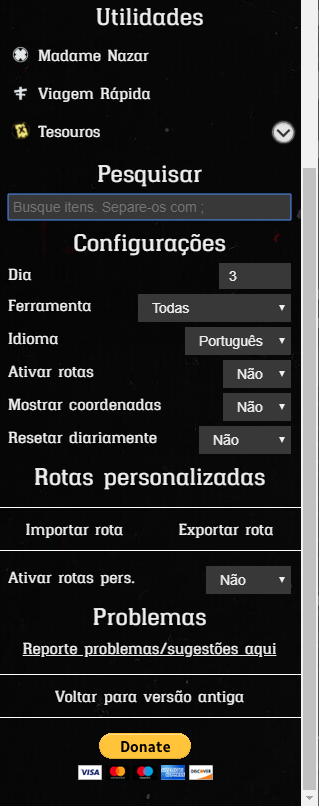 Utilidades
Madame Nazar
Viagem Rápida
Tesouros
Pesquisar
Busque itens. Separe-os com ;
Configurações
Dia 3
Ferramenta Todas
Idioma Português
Ativar rotas Não
Mostrar coordenadas Não
Resetar diariamente Não
Rotas personalizadas
Importar rota Exportar rota
Ativar rotas pers. Não
Problemas
Reporte problemas/sugestões aqui
Voltar para versão antiga
Donate
VISA DISCOVER